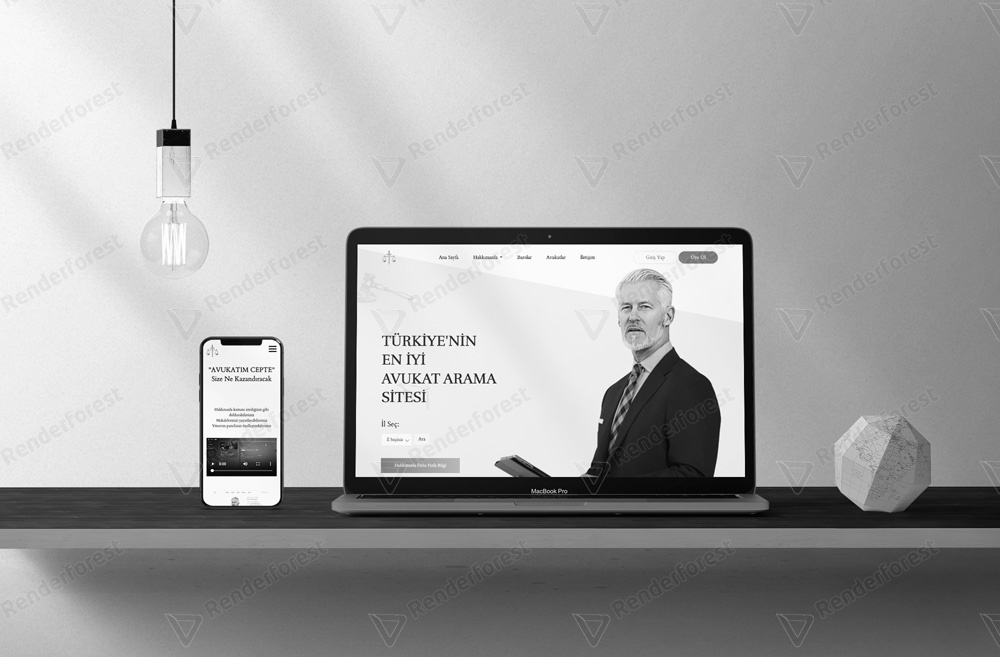 Ana Sayfa Hakkımızda Barolar Avukatlar İletişim Giriş Yap Üye Ol
TÜRKİYE'NİN
EN İYİ
AVUKAT ARAMA
SİTESİ
İl Seç:
İl seçiniz Ara
Hakkımızda Daha Fazla Bilgi
MacBook Pro
"AVUKATIM CEPTE"
Size Ne Kazandıracak
0:00
Renderforest